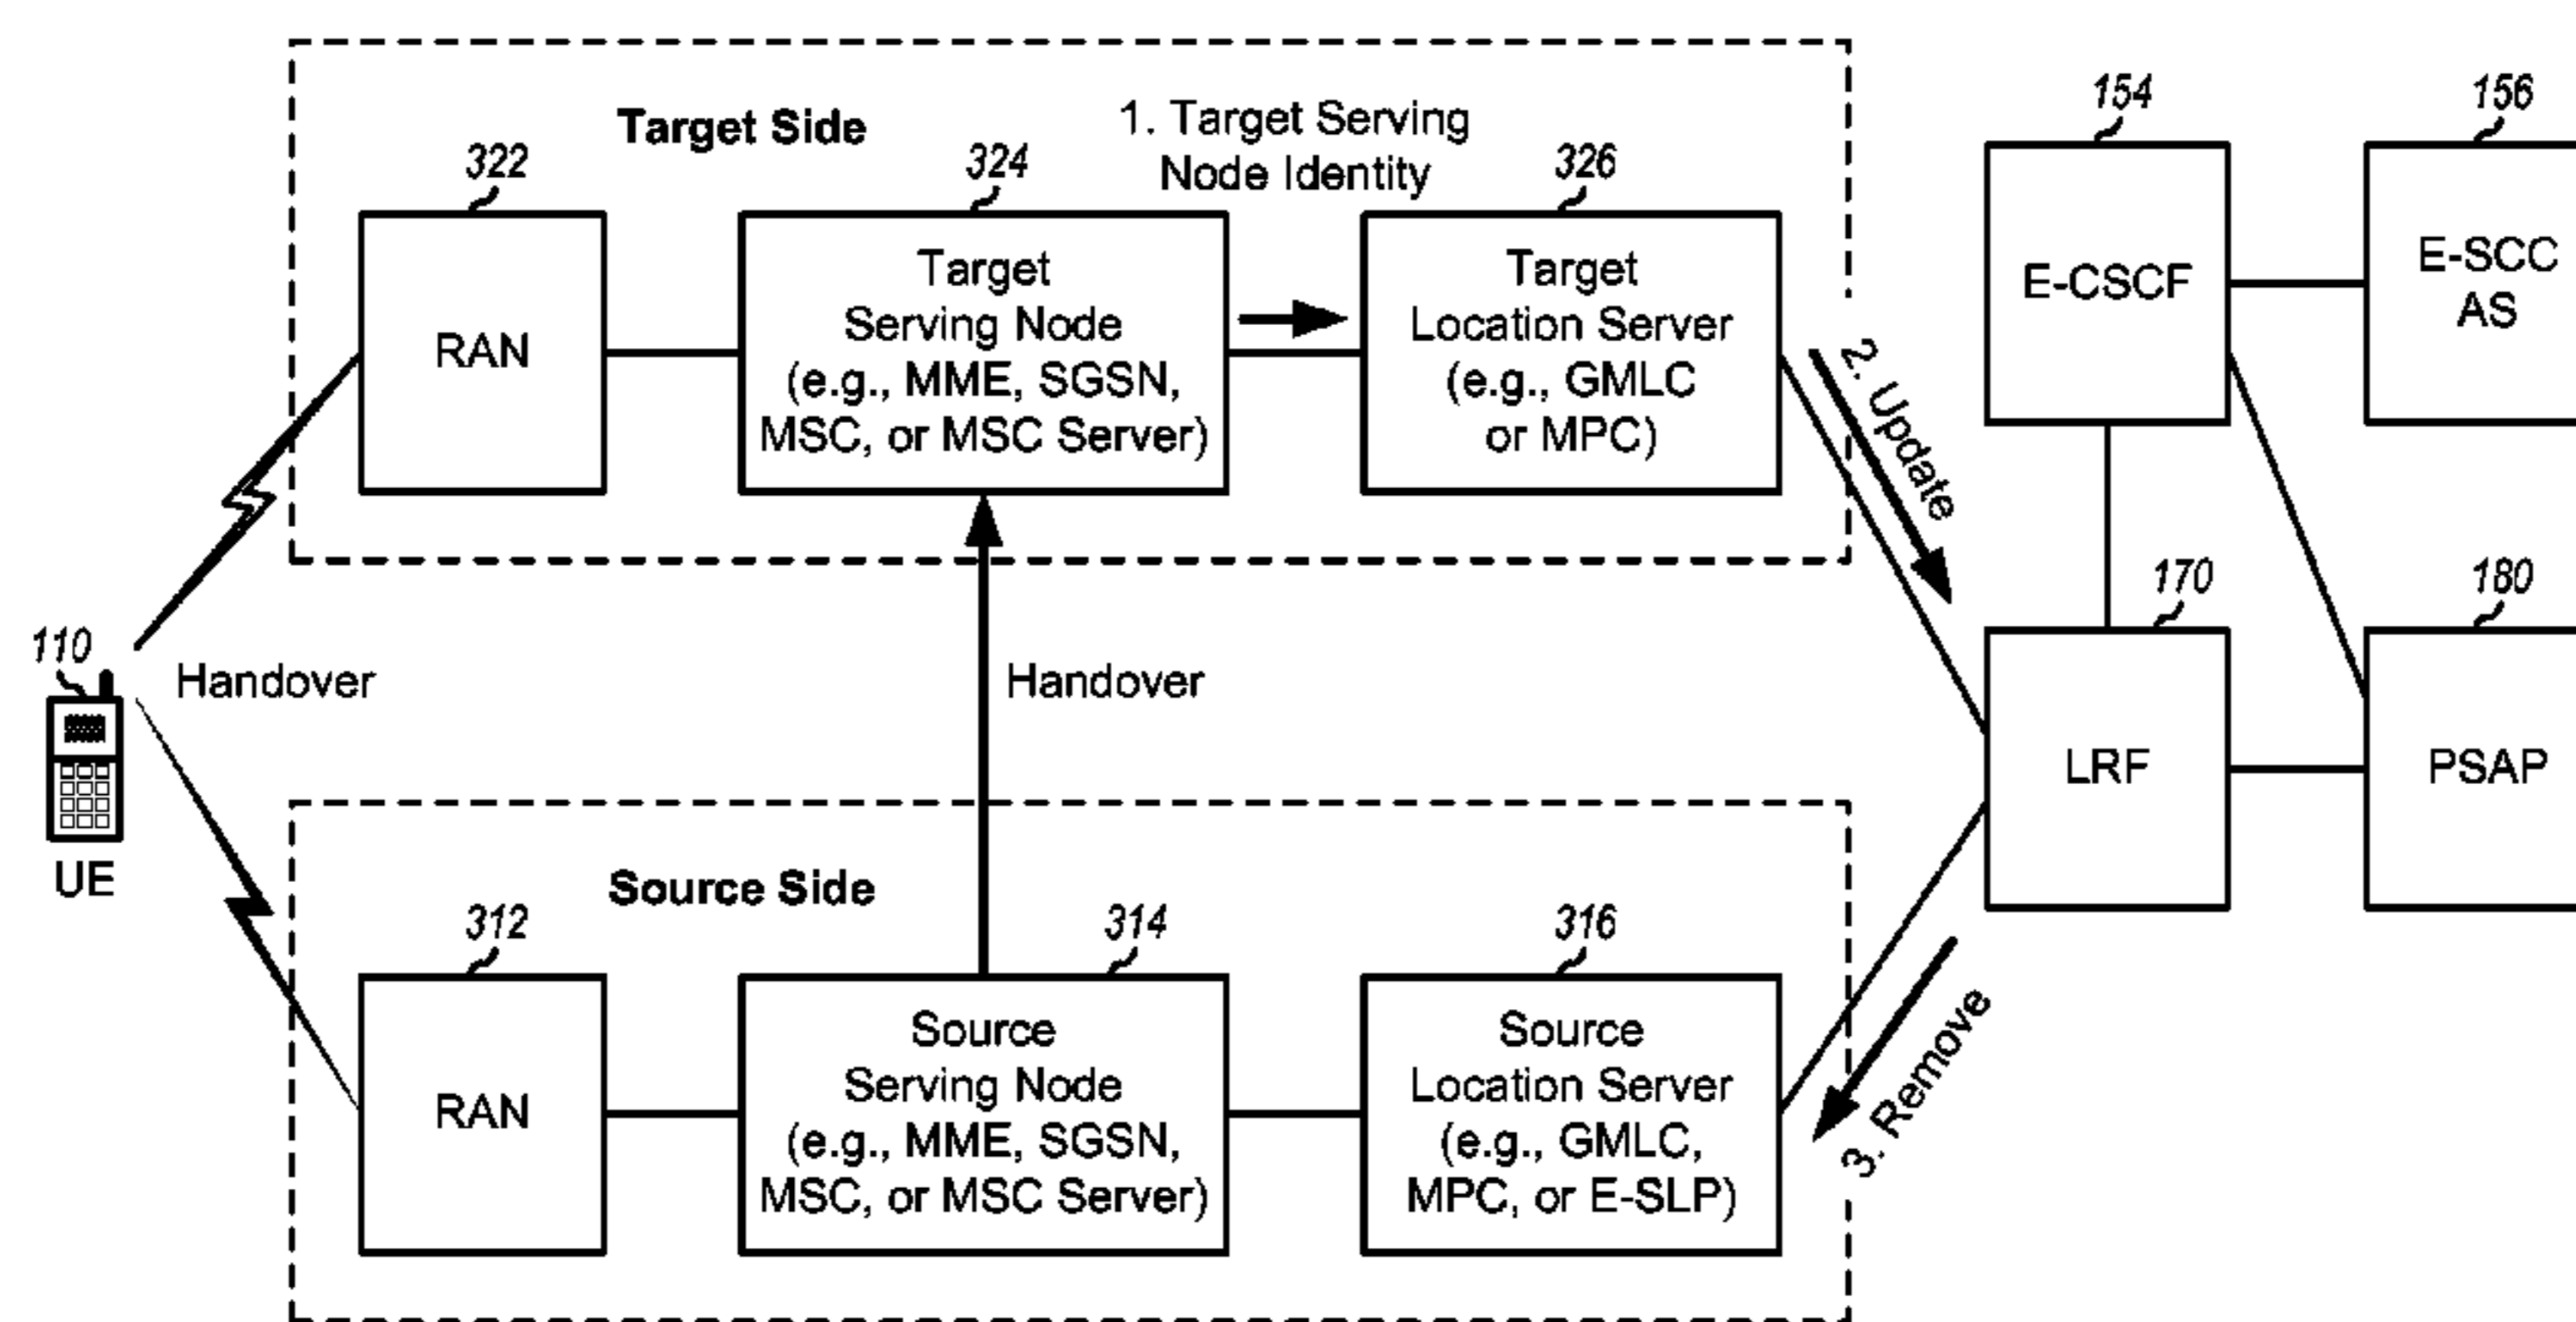 Target Side
1. Target Serving
Node Identity
322
324
326
154
156
RAN
Target
Serving Node
(e.g., MME, SGSN,
MSC, or MSC Server)
Target
Location Server
(e.g., GMLC
or MPC)
2. Update
E-CSCF
E-SCC
AS
110
UE
Handover
Handover
170
180
LRF
PSAP
Source Side
312
314
316
RAN
Source
Serving Node
(e.g., MME, SGSN,
MSC, or MSC Server)
Source
Location Server
(e.g., GMLC,
MPC, or E-SLP)
3. Remove